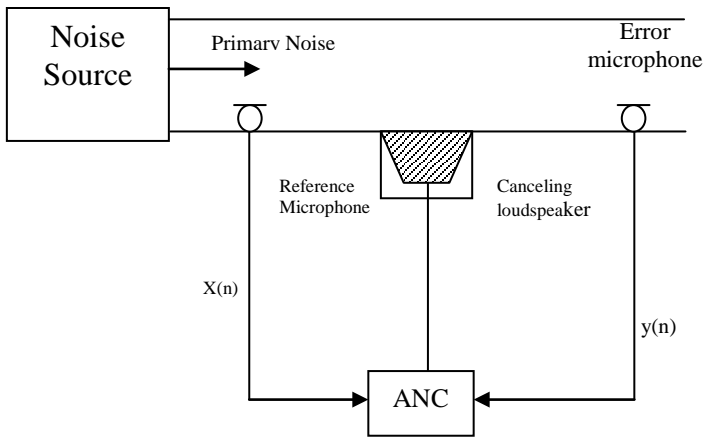 Noise
Source
Primarv Noise
Error
microphone
Reference
Microphone
Canceling
loudspeaker
X(n)
y(n)
ANC